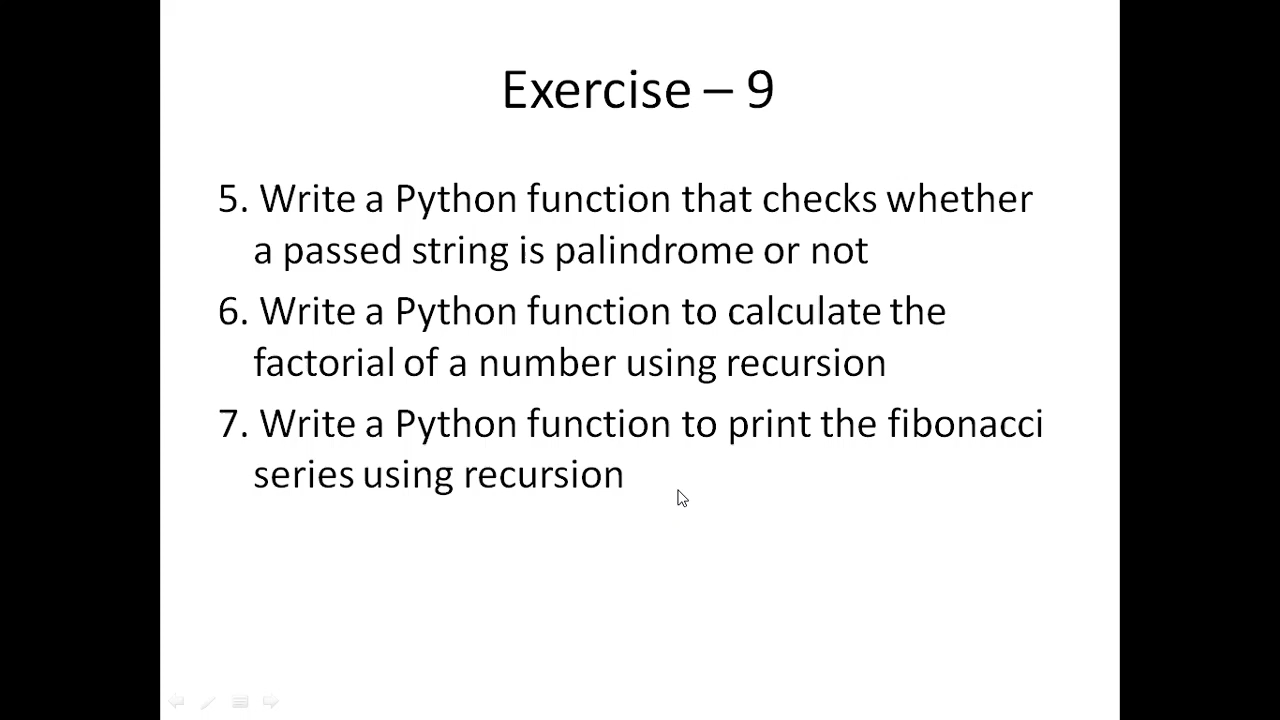 Exercise – 9
5. Write a Python function that checks whether
a passed string is palindrome or not
6. Write a Python function to calculate the
factorial of a number using recursion
7. Write a Python function to print the fibonacci
series using recursion